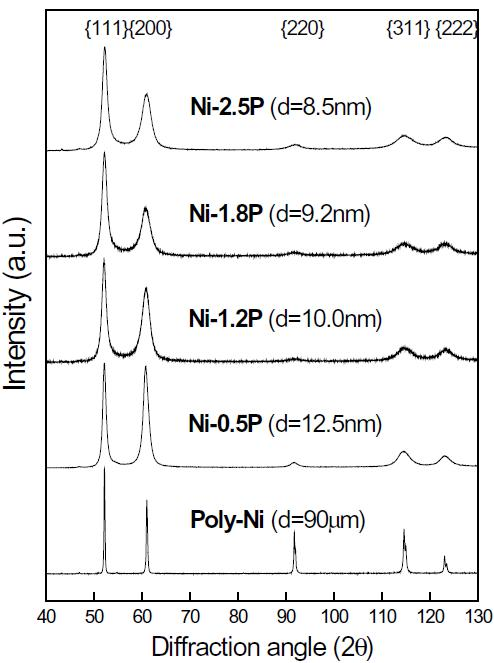 {111}{200} {220} {311} {222}
Ni-2.5P (d=8.5nm)
Ni-1.8P (d=9.2nm)
Ni-1.2P (d=10.0nm)
Ni-0.5P (d=12.5nm)
Poly-Ni (d=90μm)
Intensity (a.u.)
40 50 60 70 80 90 100 110 120 130
Diffraction angle (2θ)